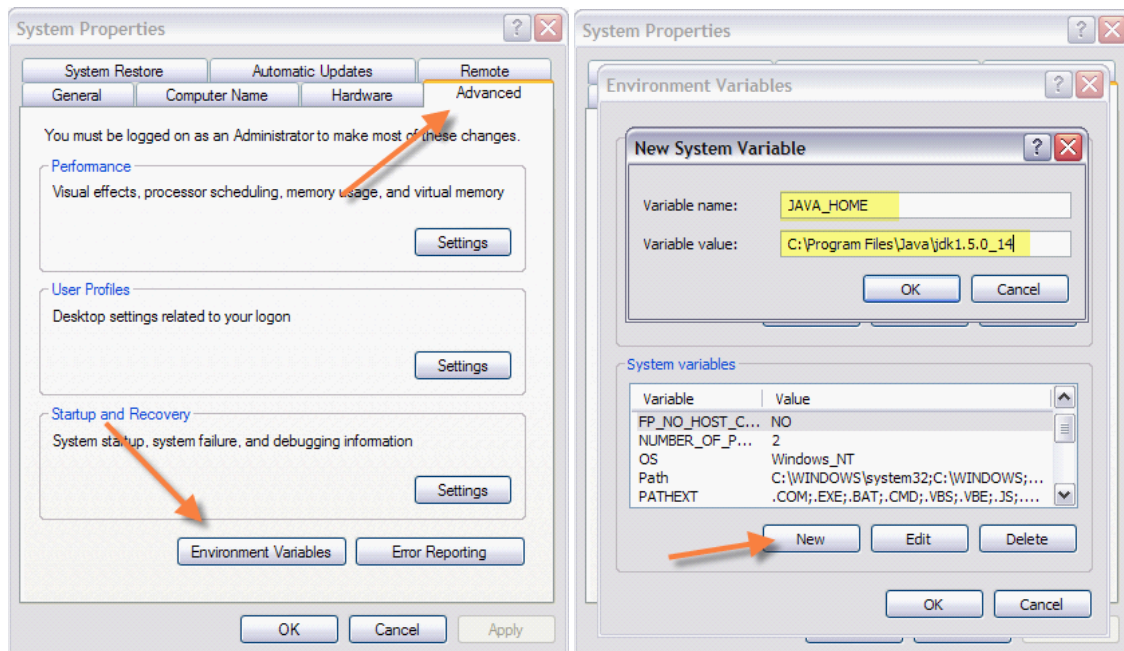 System Properties
System Restore
Automatic Updates
Remote
General
Computer Name
Hardware
Advanced
You must be logged on as an Administrator to make most of these changes.
Performance
Visual effects, processor scheduling, memory usage, and virtual memory
Settings
User Profiles
Desktop settings related to your logon
Settings
Startup and Recovery
System startup, system failure, and debugging information
Settings
Environment Variables
Error Reporting
OK
Cancel
Apply
System Properties
Environment Variables
New System Variable
Variable name: JAVA_HOME
Variable value: C:\Program Files\Java\jdk1.5.0_14
OK
Cancel
System variables
Variable Value
FP_NO_HOST_C... NO
NUMBER_OF_P... 2
OS Windows_NT
Path C:\WINDOWS\system32;C:\WINDOWS;...
PATHEXT .COM;.EXE;.BAT;.CMD;.VBS;.VBE;.JS;....
New
Edit
Delete
OK
Cancel